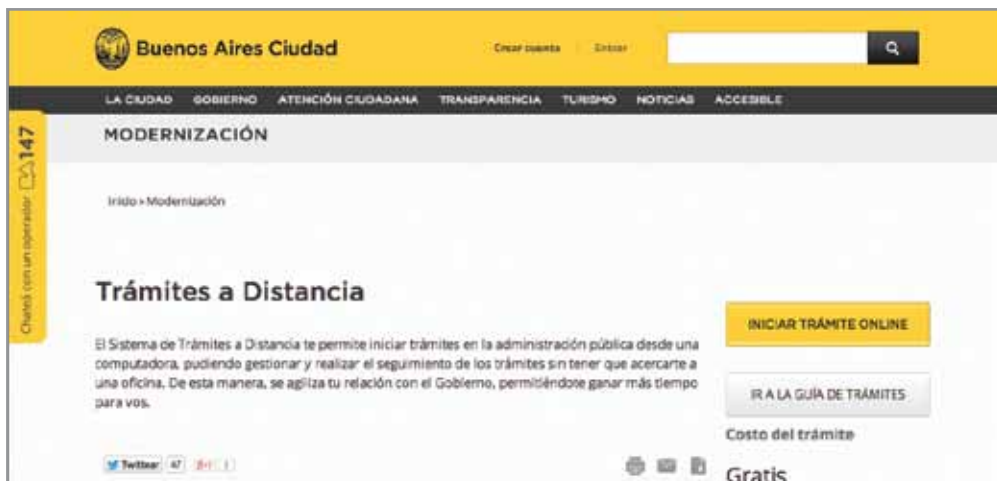 Buenos Aires Ciudad
Crear cuenta
Entrar
LA CIUDAD GOBIERNO ATENCIÓN CIUDADANA TRANSPARENCIA TURISMO NOTICIAS ACCESIBLE
MODERNIZACIÓN
Chateá con un operador 147
Inicio » Modernización
Trámites a Distancia
El Sistema de Trámites a Distancia te permite iniciar trámites en la administración pública desde una
computadora, pudiendo gestionar y realizar el seguimiento de los trámites sin tener que acercarte a
una oficina. De esta manera, se agiliza tu relación con el Gobierno, permitiéndote ganar más tiempo
para vos.
Twittear 47
INICIAR TRÁMITE ONLINE
IR A LA GUÍA DE TRÁMITES
Costo del trámite
Gratis